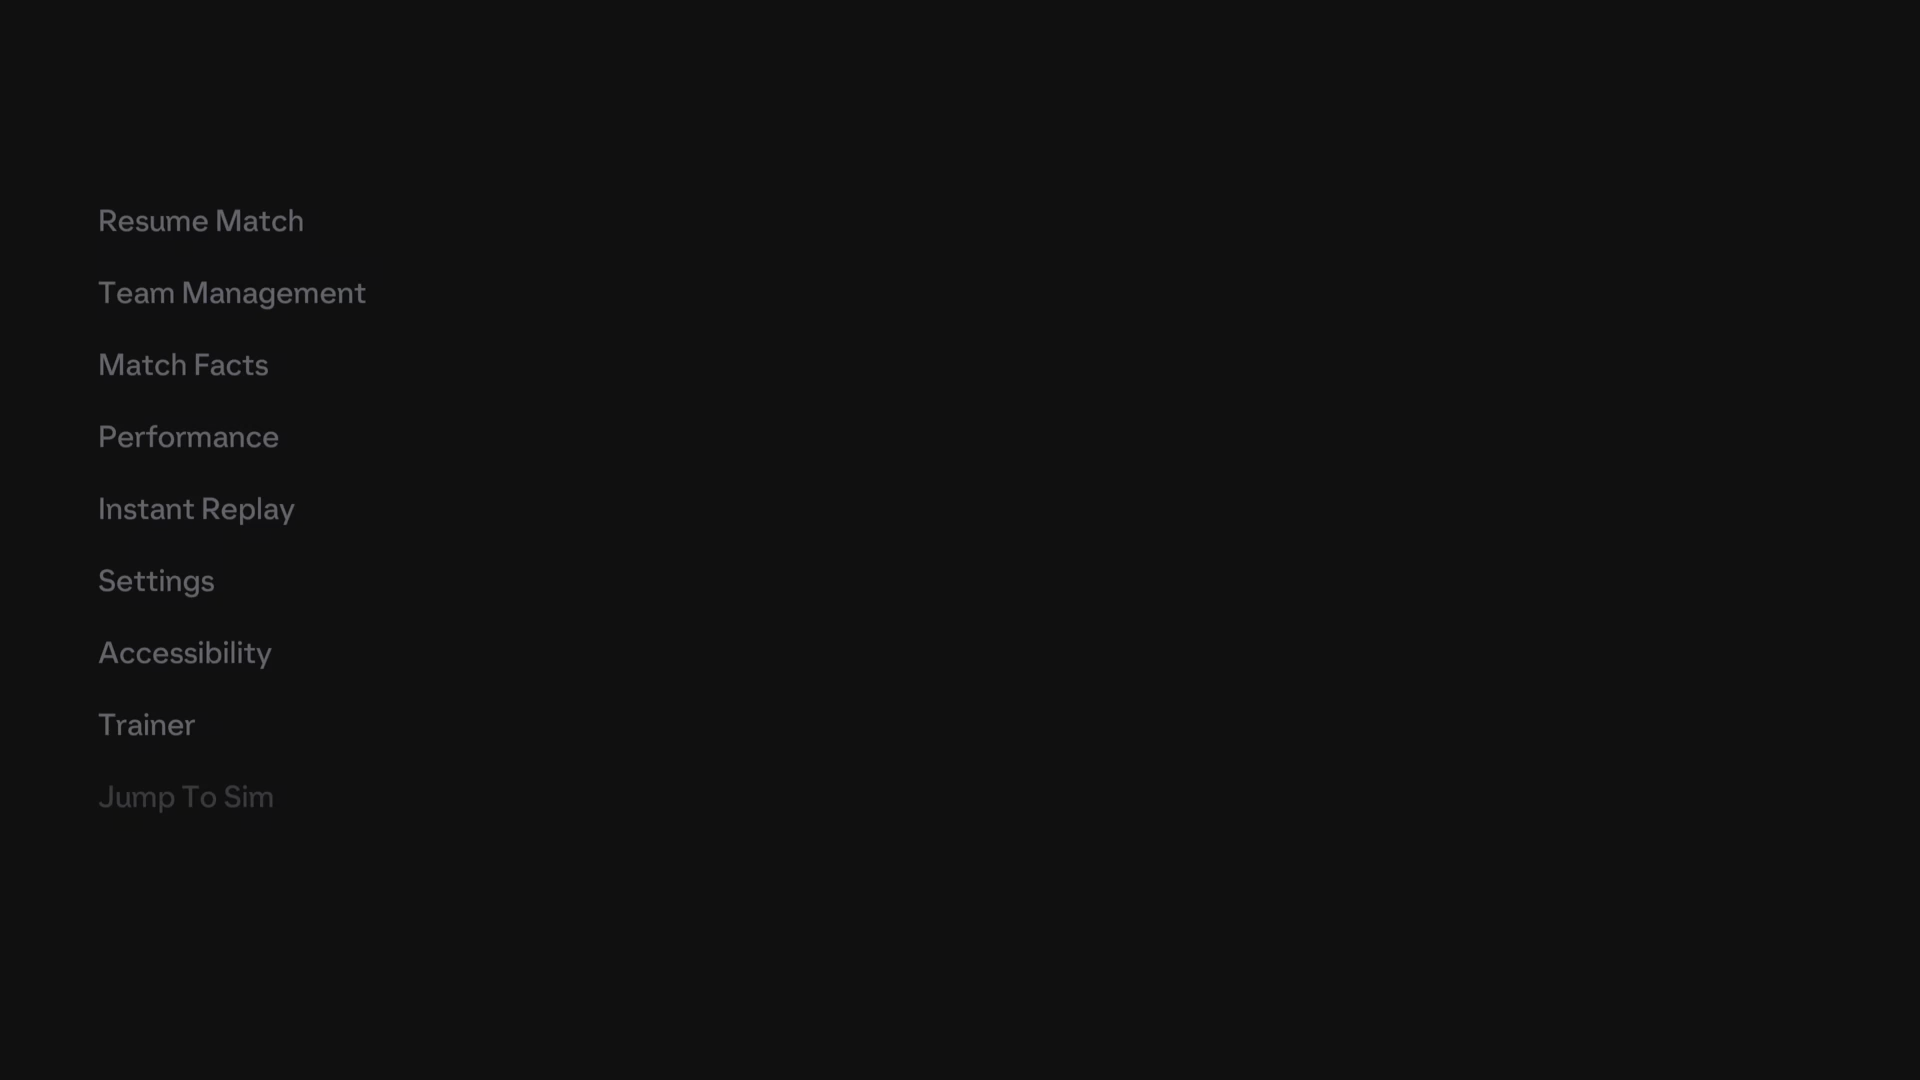 Resume Match
Team Management
Match Facts
Performance
Instant Replay
Settings
Accessibility
Trainer
Jump To Sim